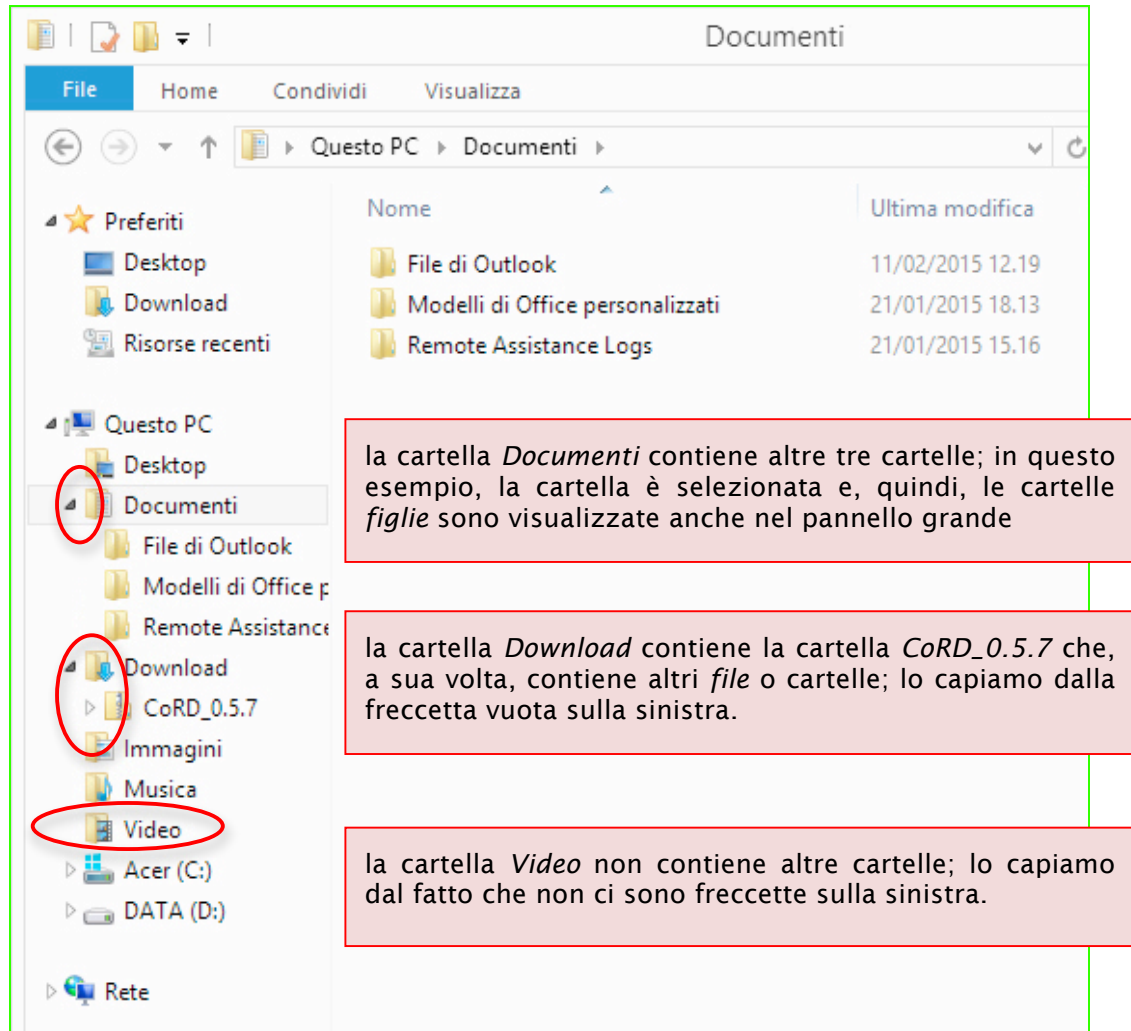 Documenti
File Home Condividi Visualizza
Questo PC Documenti
Nome Ultima modifica
File di Outlook 11/02/2015 12.19
Modelli di Office personalizzati 21/01/2015 18.13
Remote Assistance Logs 21/01/2015 15.16
Preferiti
Desktop
Download
Risorse recenti
Questo PC
Desktop
Documenti
File di Outlook
Modelli di Office p
Remote Assistance
Download
CoRD_0.5.7
Immagini
Musica
Video
Acer (C:)
DATA (D:)
Rete
la cartella Documenti contiene altre tre cartelle; in questo
esempio, la cartella è selezionata e, quindi, le cartelle
figlie sono visualizzate anche nel pannello grande
la cartella Download contiene la cartella CoRD_0.5.7 che,
a sua volta, contiene altri file o cartelle; lo capiamo dalla
freccetta vuota sulla sinistra.
la cartella Video non contiene altre cartelle; lo capiamo
dal fatto che non ci sono freccette sulla sinistra.